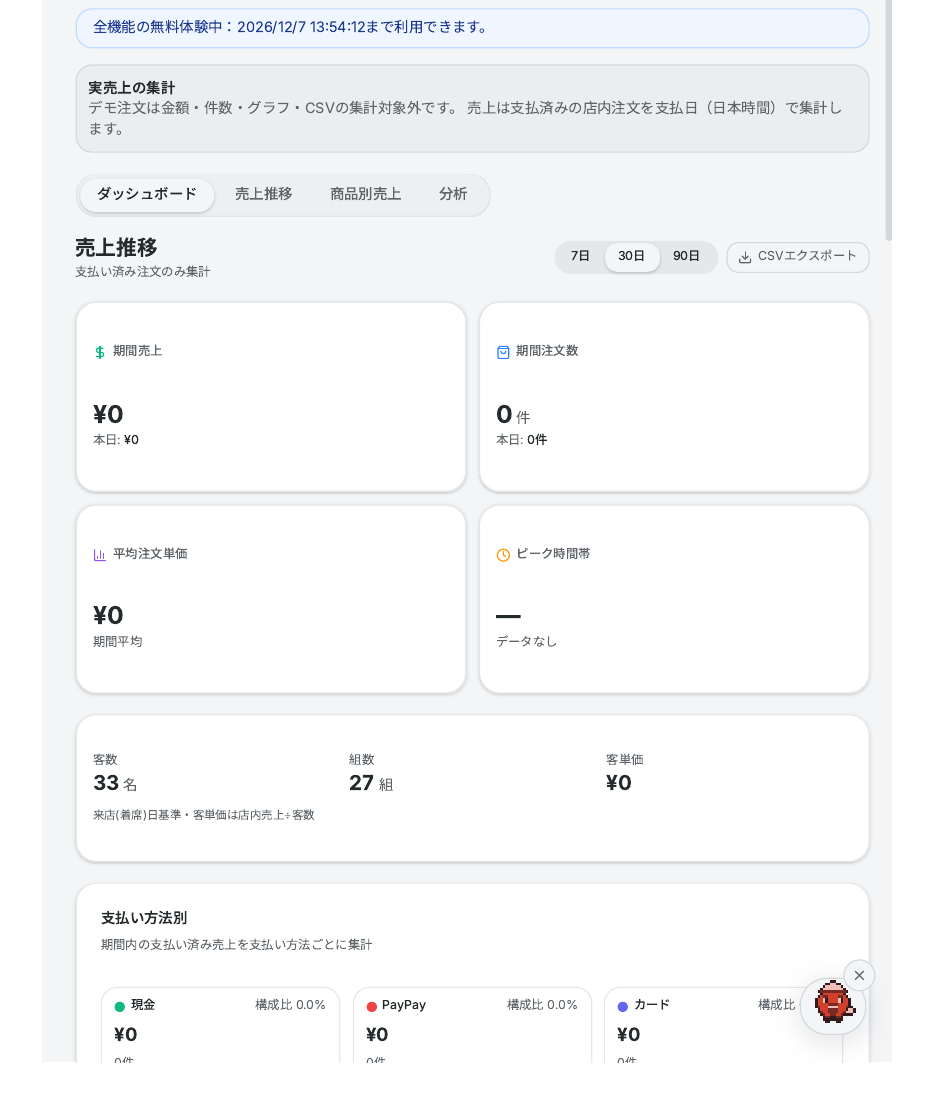 全機能の無料体験中：2026/12/7 13:54:12まで利用できます。
実売上の集計
デモ注文は金額・件数・グラフ・CSVの集計対象外です。 売上は支払済みの店内注文を支払日（日本時間）で集計し
ます。
ダッシュボード 売上推移 商品別売上 分析
売上推移
支払い済み注文のみ集計
7日 30日 90日 CSVエクスポート
期間売上
¥0
本日: ¥0
期間注文数
0 件
本日: 0件
平均注文単価
¥0
期間平均
ピーク時間帯
—
データなし
客数 組数 客単価
33 名 27 組 ¥0
来店(着席)日基準・客単価は店内売上÷客数
支払い方法別
期間内の支払い済み売上を支払い方法ごとに集計
現金 構成比 0.0%
¥0
0件
PayPay 構成比 0.0%
¥0
0件
カード 構成比
¥0
0件